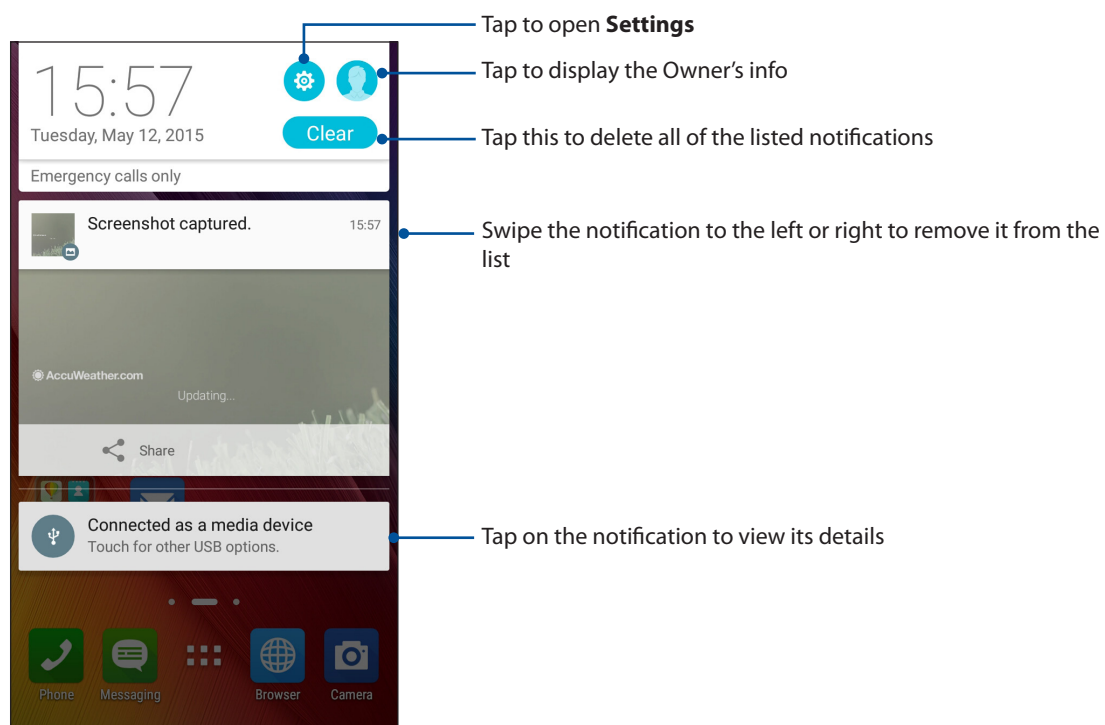 Tap to open Settings
15:57
Tap to display the Owner's info
Tuesday, May 12, 2015
Clear
Tap this to delete all of the listed notifications
Emergency calls only
Screenshot captured.
15:57
Swipe the notification to the left or right to remove it from the
list
AccuWeather.com
Updating...
Share
Connected as a media device
Touch for other USB options.
Tap on the notification to view its details
Phone
Messaging
Browser
Camera